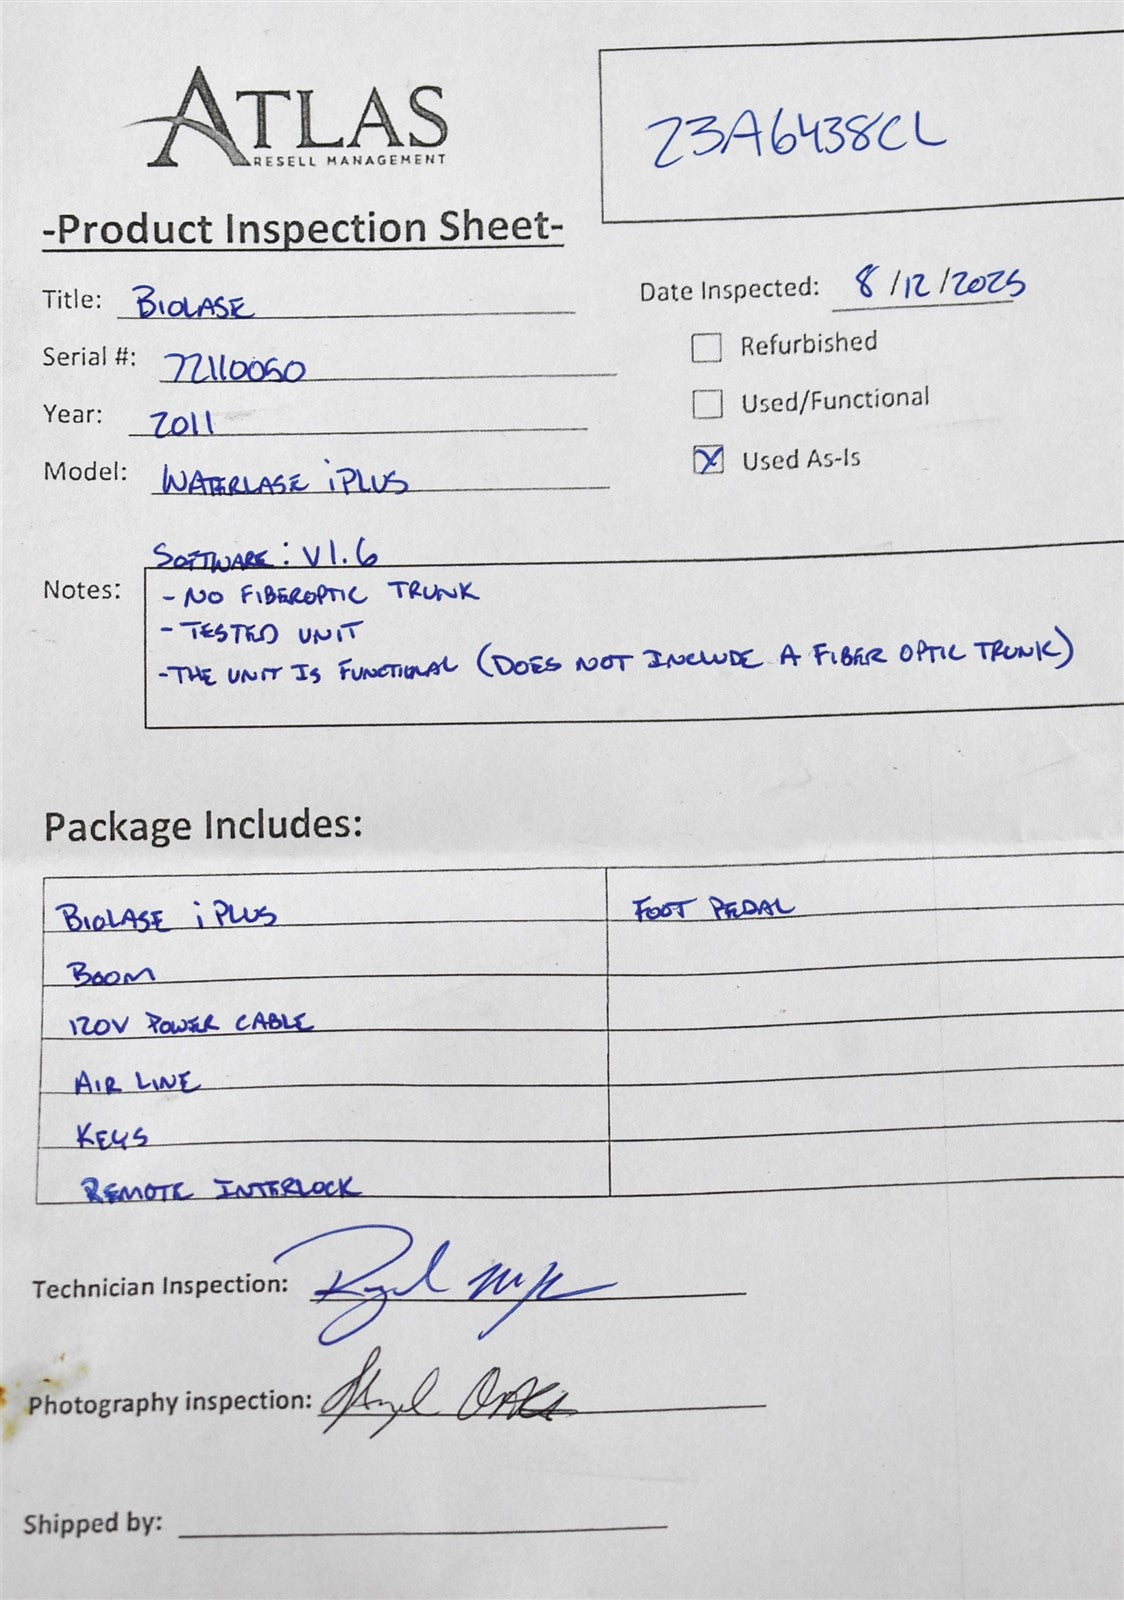 ATLAS
RESELL MANAGEMENT
23A6438CL
-Product Inspection Sheet-
Title: BIOLASE
Date Inspected: 8/12/2025
Serial #: 72110050
Refurbished
Year: 2011
Used/Functional
Model: WATERLASE iPLUS
Used As-Is
SOFTWARE: V1.6
Notes:
- NO FIBEROPTIC TRUNK
- TESTED UNIT
- THE UNIT IS FUNCTIONAL (DOES NOT INCLUDE A FIBER OPTIC TRUNK)
Package Includes:
BIOLASE iPLUS
FOOT PEDAL
BOOM
120V POWER CABLE
AIR LINE
KEYS
REMOTE INTERLOCK
Technician Inspection:
Photography inspection:
Shipped by: